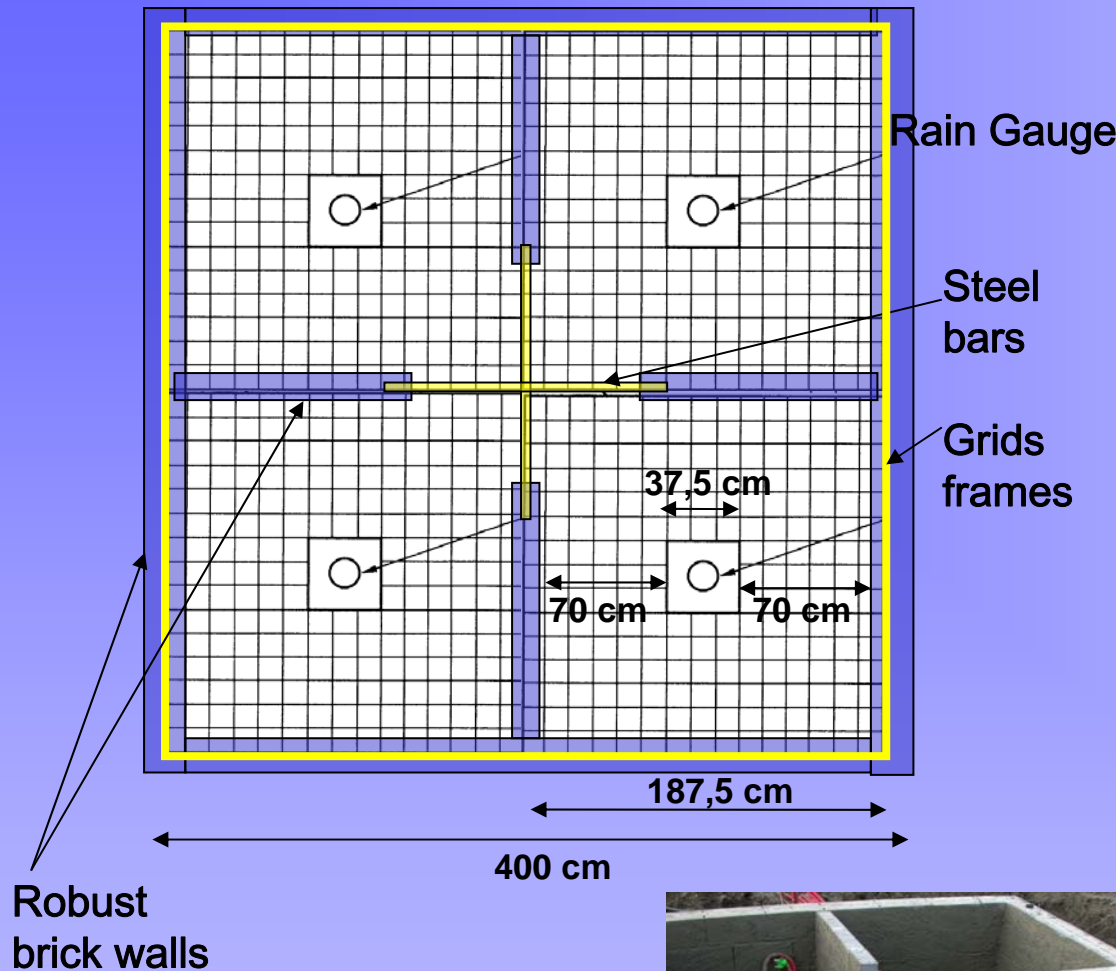 Rain Gauge
Steel
bars
Grids
frames
37,5 cm
70 cm
70 cm
187,5 cm
400 cm
Robust
brick walls